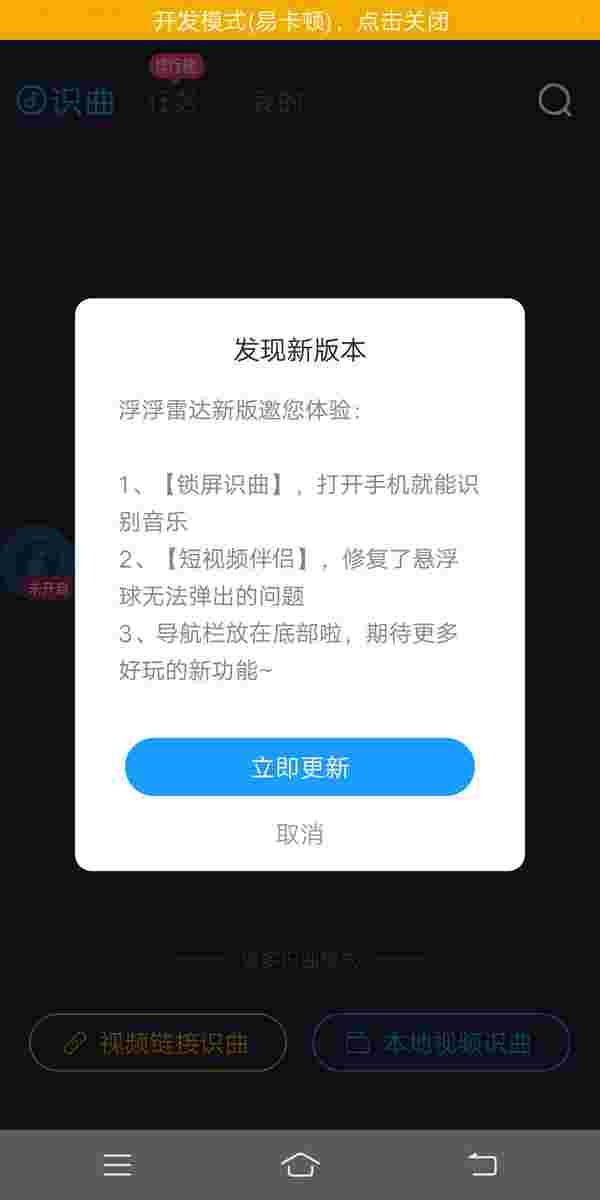 开发模式(易卡顿)，点击关闭
排行榜
识曲
任务
我的
发现新版本
浮浮雷达新版邀您体验：
1、【锁屏识曲】，打开手机就能识
别音乐
2、【短视频伴侣】，修复了悬浮
球无法弹出的问题
3、导航栏放在底部啦，期待更多
好玩的新功能~
未开启
立即更新
取消
视频链接识曲
本地视频识曲